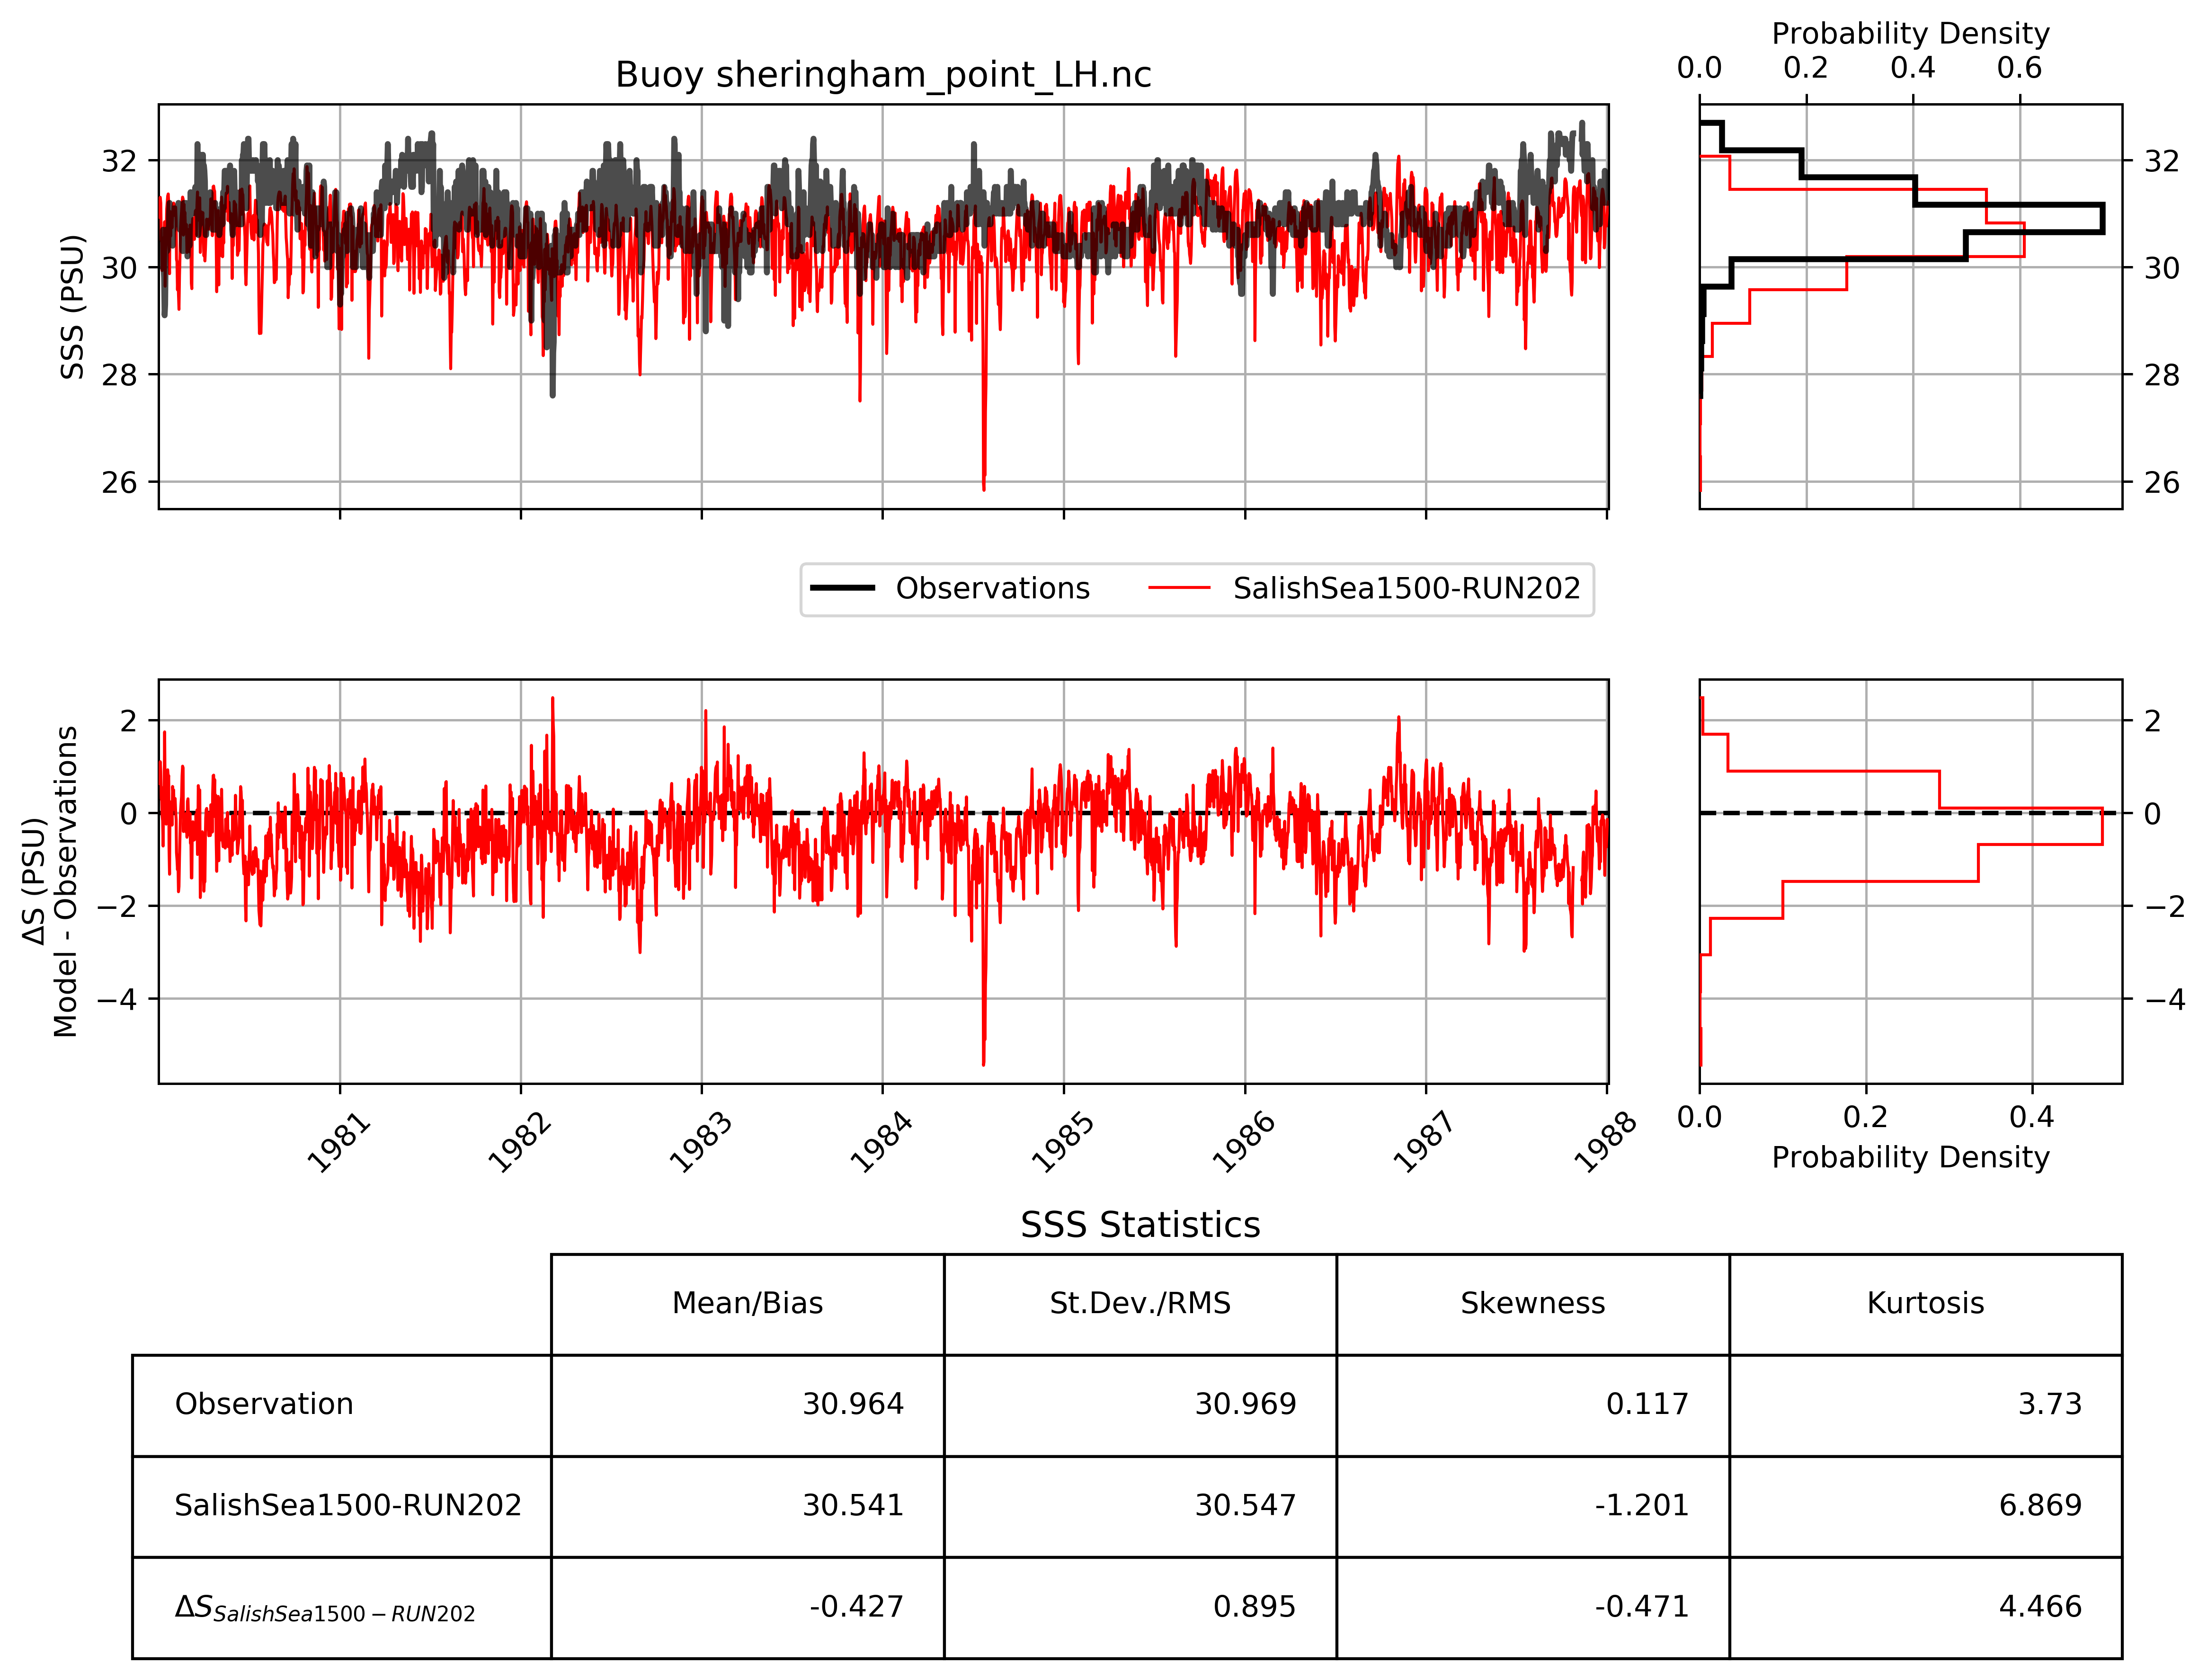 Probability Density
0.0 0.2 0.4 0.6
Buoy sheringham_point_LH.nc
32
30
28
26
SSS (PSU)
32
30
28
26
Observations
SalishSea1500-RUN202
2
0
−2
−4
ΔS (PSU)
Model - Observations
2
0
−2
−4
1981 1982 1983 1984 1985 1986 1987 1988
0.0 0.2 0.4
Probability Density
SSS Statistics
Mean/Bias St.Dev./RMS Skewness Kurtosis
Observation 30.964 30.969 0.117 3.73
SalishSea1500-RUN202 30.541 30.547 -1.201 6.869
ΔS SalishSea1500−RUN202 -0.427 0.895 -0.471 4.466